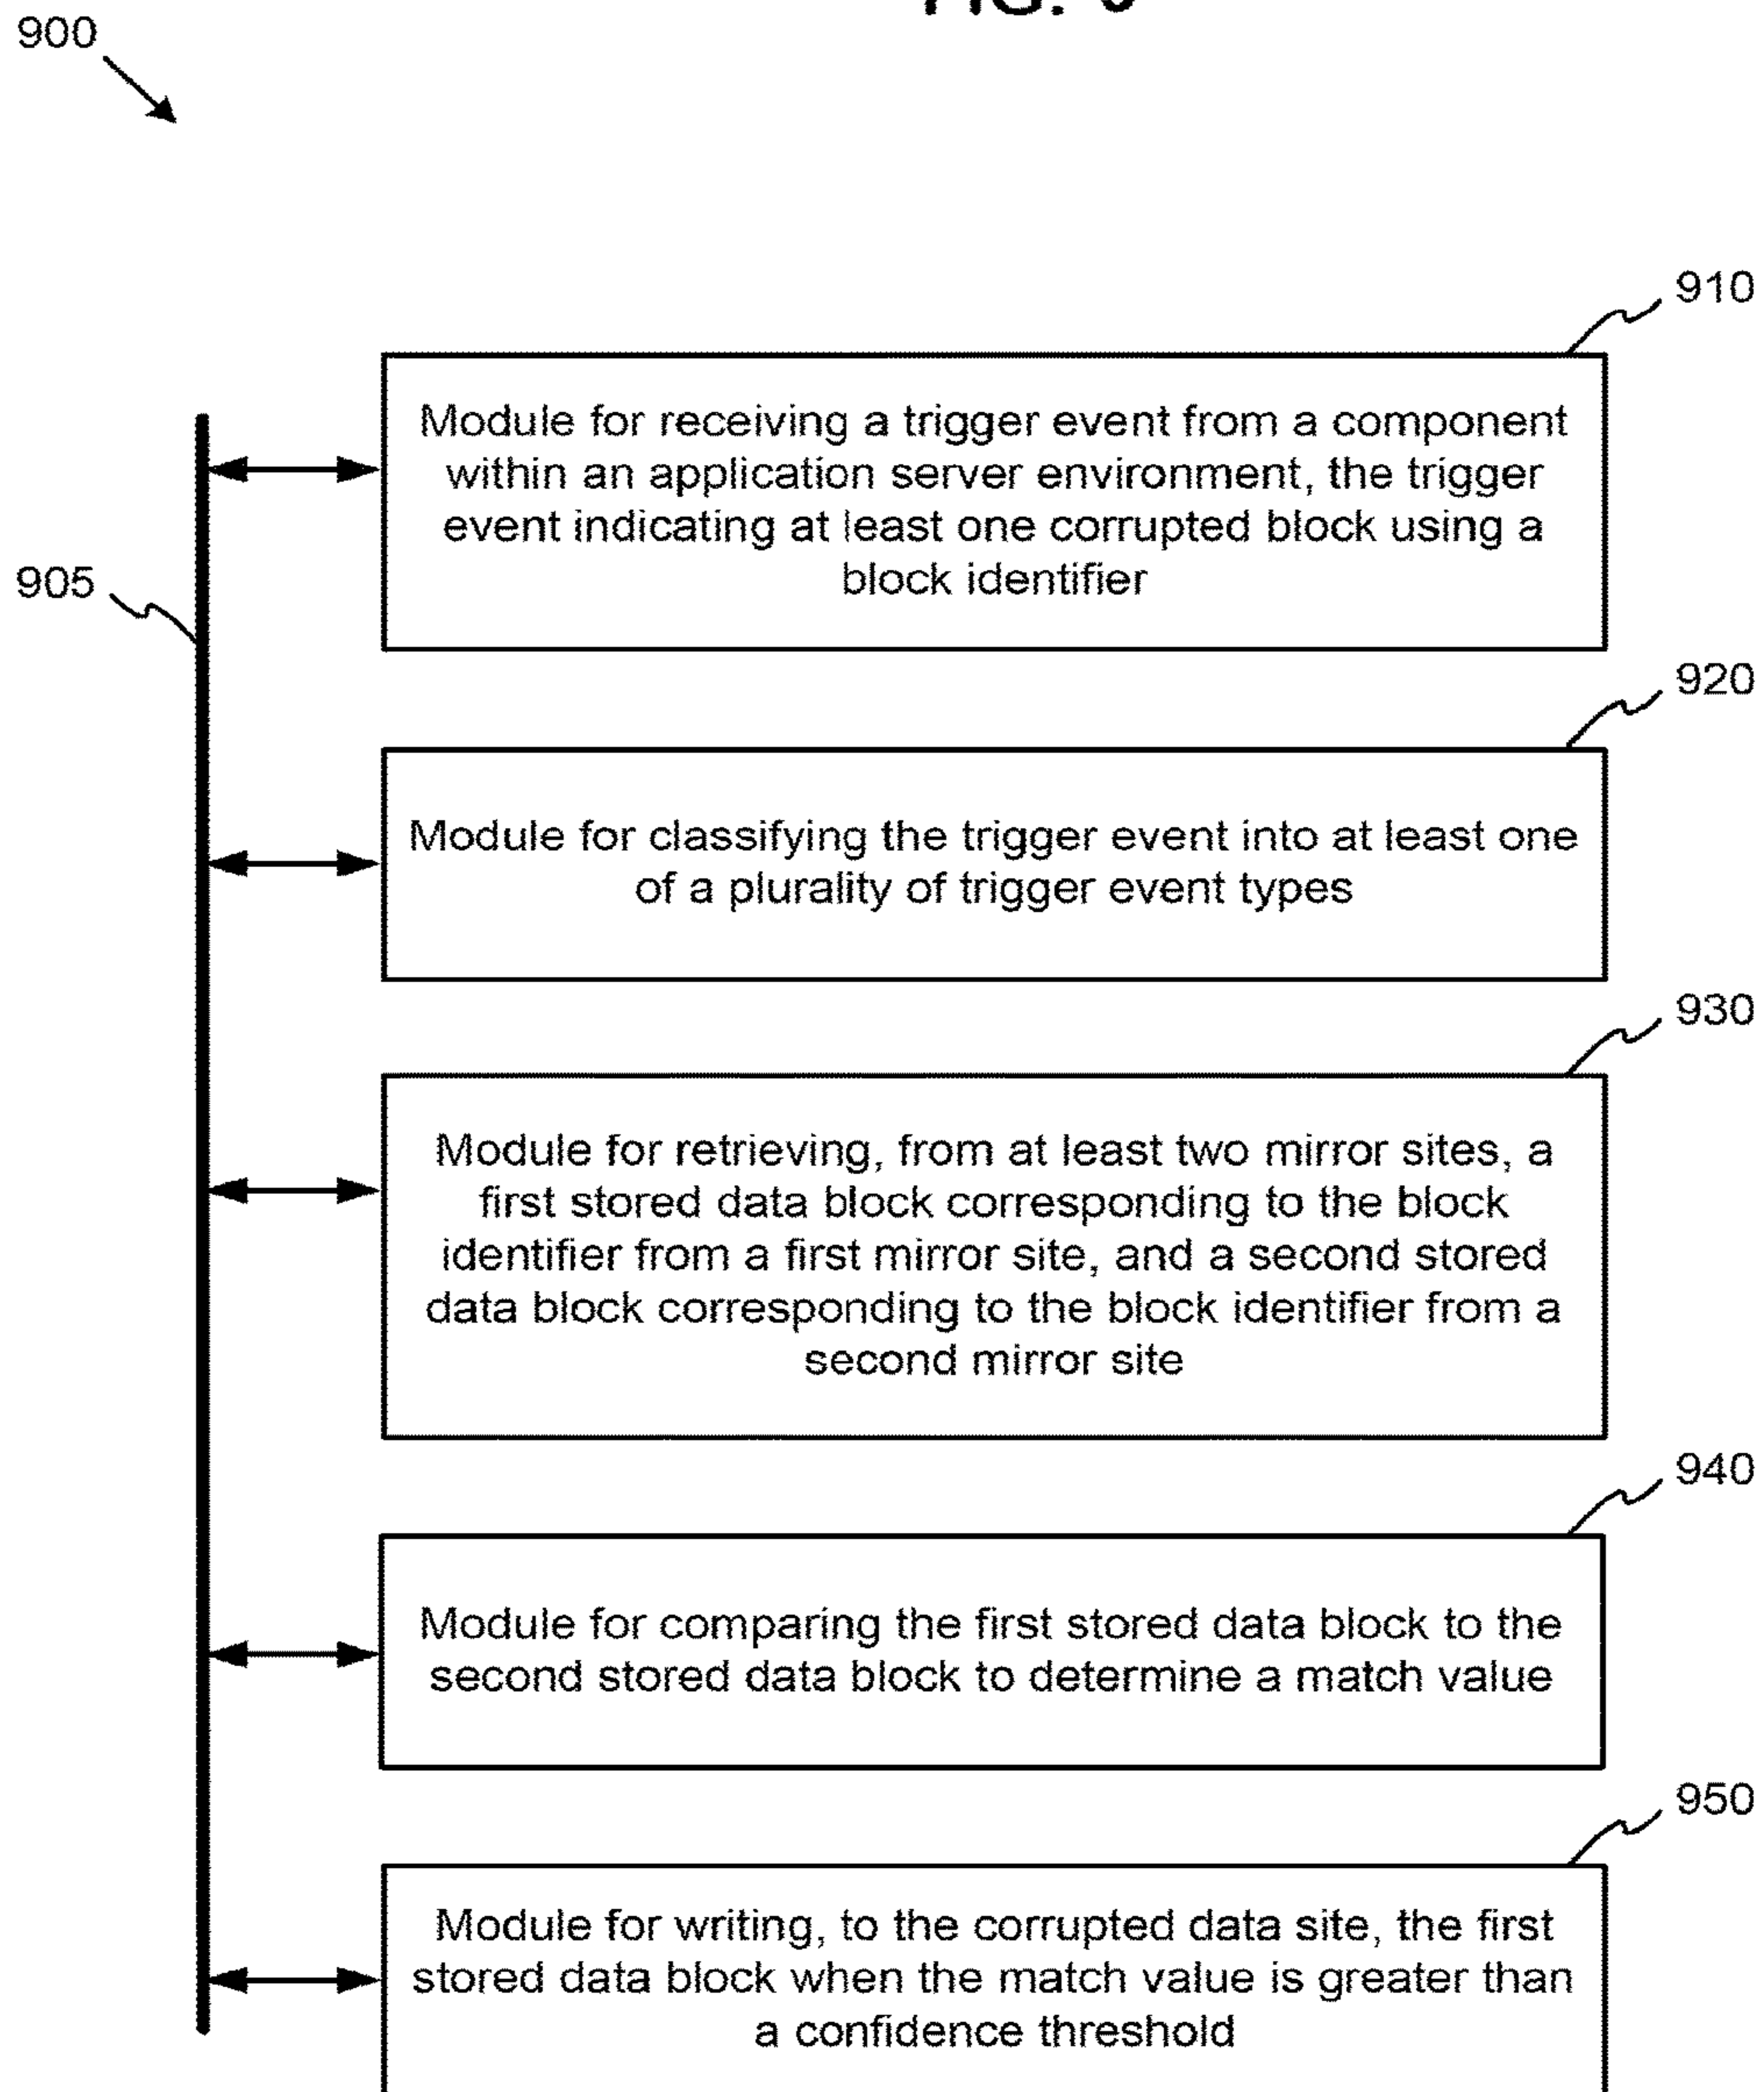 900
910
Module for receiving a trigger event from a component
within an application server environment, the trigger
event indicating at least one corrupted block using a
block identifier
905
920
Module for classifying the trigger event into at least one
of a plurality of trigger event types
930
Module for retrieving, from at least two mirror sites, a
first stored data block corresponding to the block
identifier from a first mirror site, and a second stored
data block corresponding to the block identifier from a
second mirror site
940
Module for comparing the first stored data block to the
second stored data block to determine a match value
950
Module for writing, to the corrupted data site, the first
stored data block when the match value is greater than
a confidence threshold